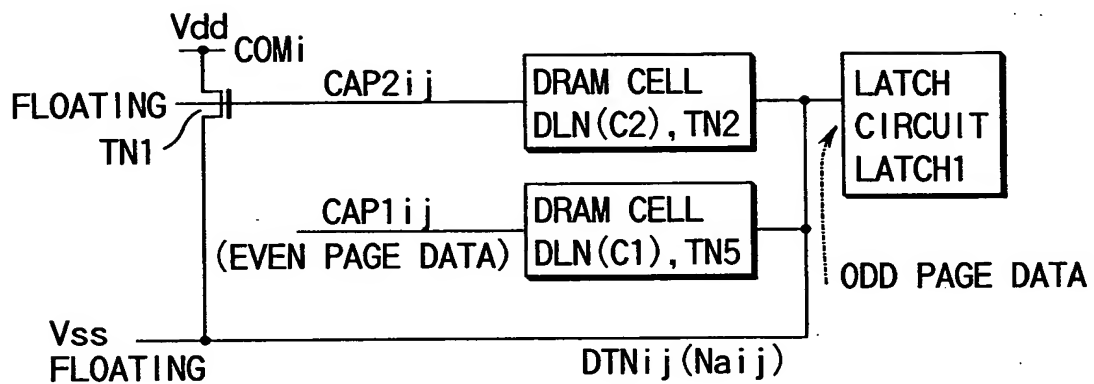 Vdd
COMi
FLOATING
TN1
CAP2ij
DRAM CELL
DLN(C2), TN2
LATCH
CIRCUIT
LATCH1
CAP1ij
(EVEN PAGE DATA)
DRAM CELL
DLN(C1), TN5
ODD PAGE DATA
Vss
FLOATING
DTNij(Naij)